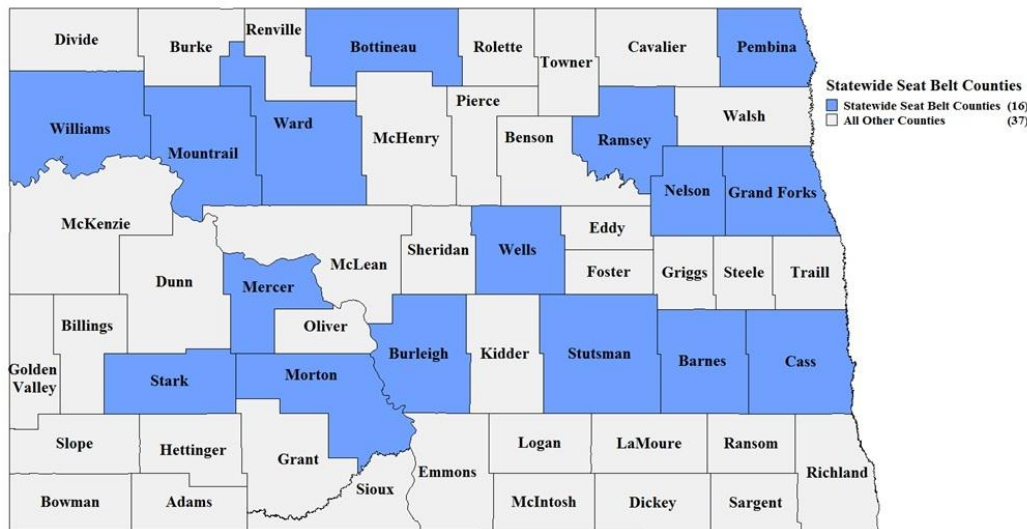 Divide
Burke
Renville
Bottineau
Rolette
Towner
Cavalier
Pembina
Statewide Seat Belt Counties
Statewide Seat Belt Counties (16)
All Other Counties (37)
Williams
Mountrail
Ward
McHenry
Pierce
Benson
Ramsey
Walsh
Nelson
Grand Forks
McKenzie
Dunn
McLean
Sheridan
Wells
Eddy
Foster
Griggs
Steele
Traill
Mercer
Oliver
Billings
Golden
Valley
Stark
Morton
Burleigh
Kidder
Stutsman
Barnes
Cass
Slope
Hettinger
Grant
Sioux
Emmons
Logan
LaMoure
Ransom
Richland
Bowman
Adams
McIntosh
Dickey
Sargent